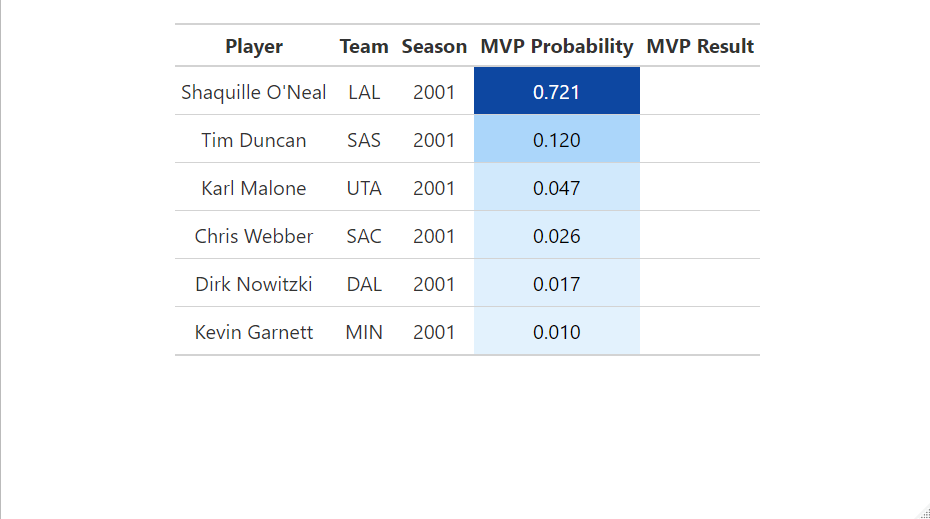 Player Team Season MVP Probability MVP Result
Shaquille O'Neal LAL 2001 0.721
Tim Duncan SAS 2001 0.120
Karl Malone UTA 2001 0.047
Chris Webber SAC 2001 0.026
Dirk Nowitzki DAL 2001 0.017
Kevin Garnett MIN 2001 0.010